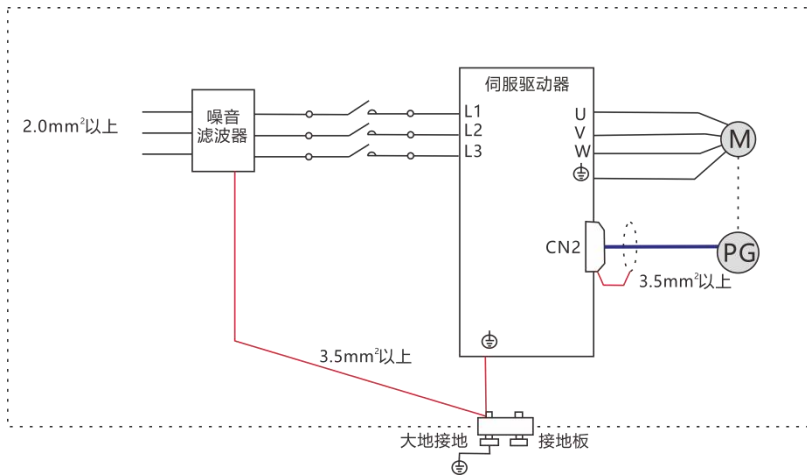 伺服驱动器
噪音
滤波器
2.0mm²以上
L1
L2
L3
U
V
W
M
CN2
PG
3.5mm²以上
3.5mm²以上
大地接地
接地板